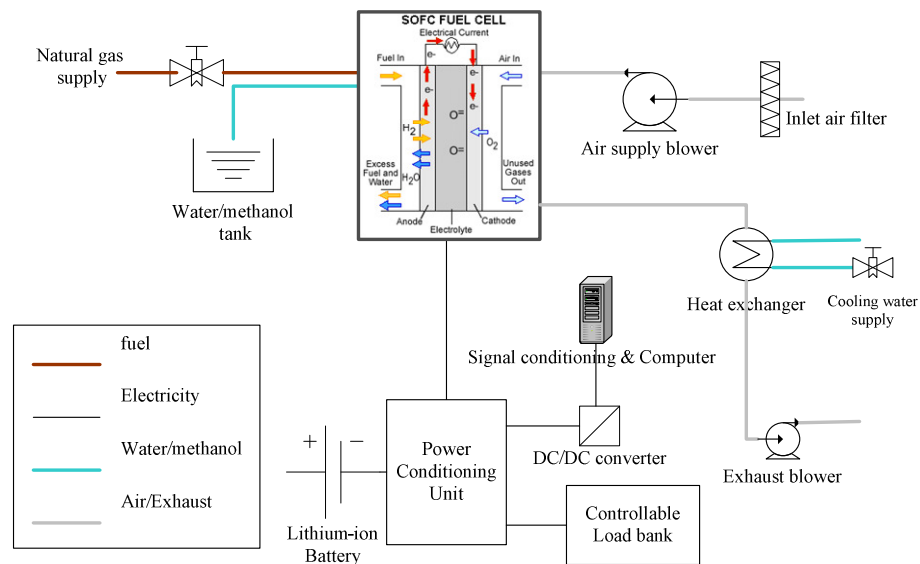 Natural gas
supply
SOFC FUEL CELL
Electrical Current
Fuel In
Air In
e-
e-
e-
e-
H2
O=
O2
O=
H2O
Excess
Fuel and
Water
Unused
Gases
Out
Anode
Cathode
Electrolyte
Water/methanol
tank
Air supply blower
Inlet air filter
Heat exchanger
Cooling water
supply
Signal conditioning & Computer
DC/DC converter
Exhaust blower
fuel
Electricity
Water/methanol
Air/Exhaust
+ −
Lithium-ion
Battery
Power
Conditioning
Unit
Controllable
Load bank